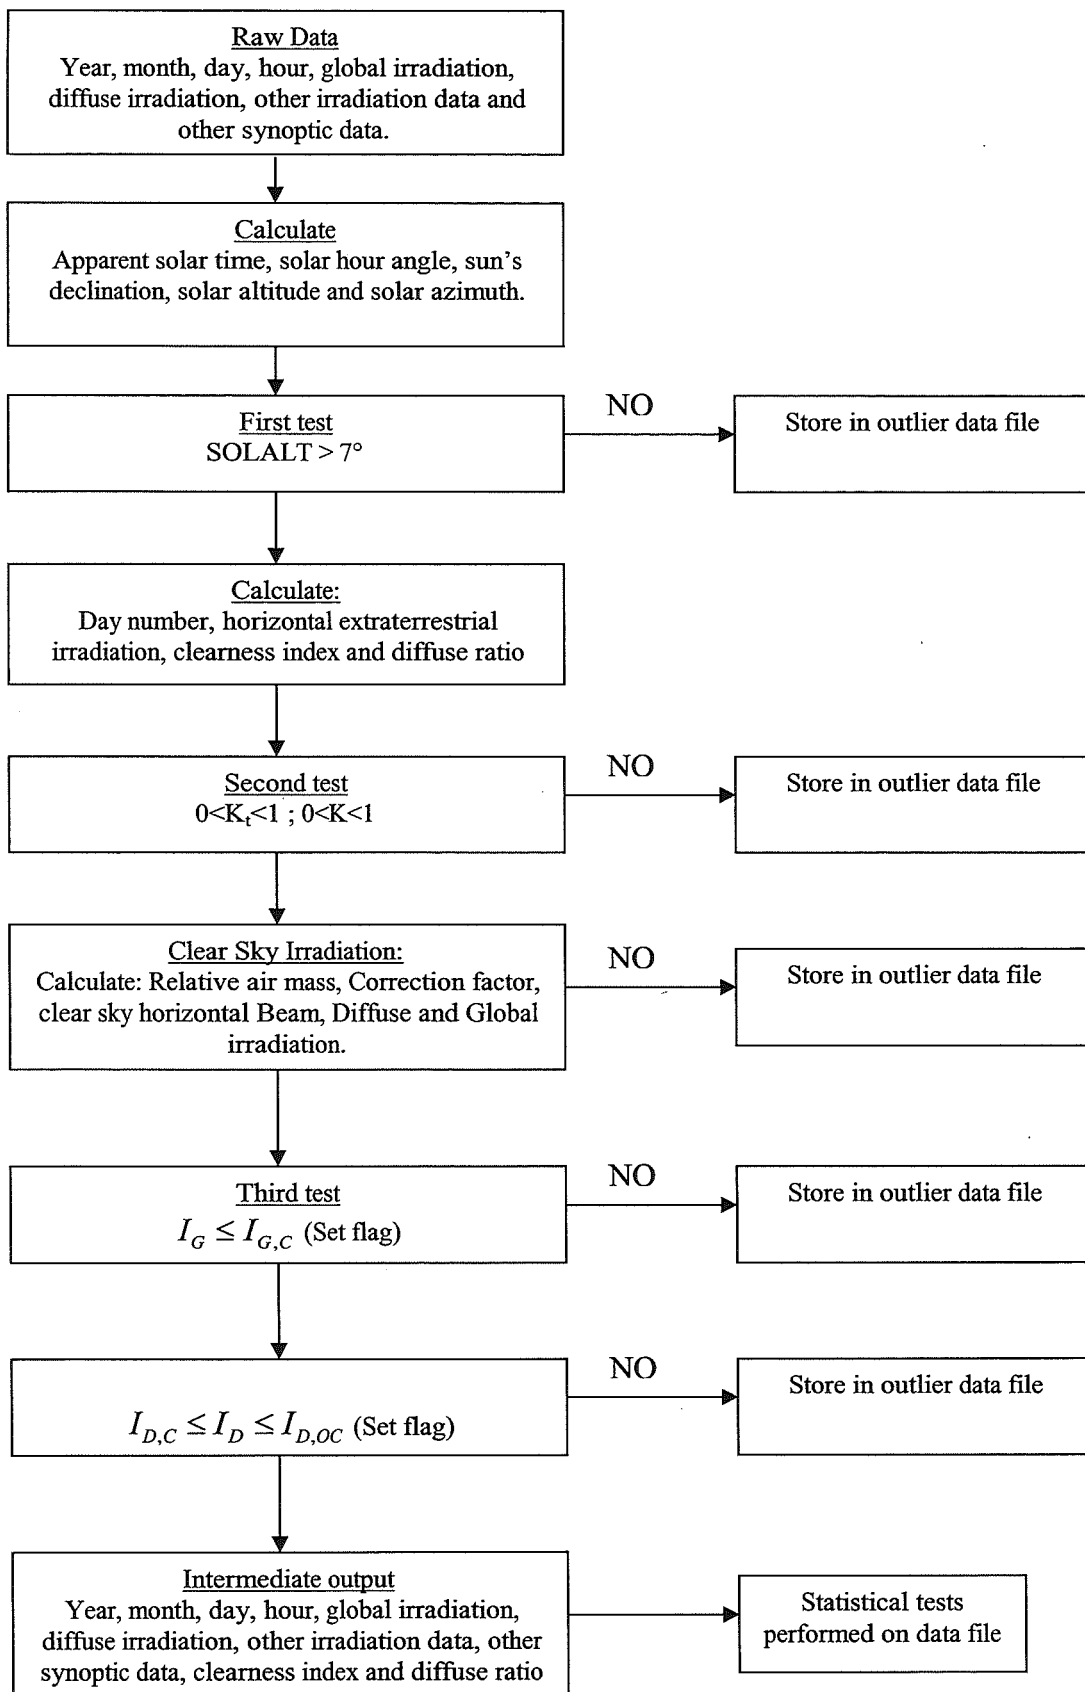 Raw Data
Year, month, day, hour, global irradiation,
diffuse irradiation, other irradiation data and
other synoptic data.
Calculate
Apparent solar time, solar hour angle, sun's
declination, solar altitude and solar azimuth.
First test
SOLALT > 7°
NO
Store in outlier data file
Calculate:
Day number, horizontal extraterrestrial
irradiation, clearness index and diffuse ratio
Second test
0<Kₜ<1 ; 0<K<1
NO
Store in outlier data file
Clear Sky Irradiation:
Calculate: Relative air mass, Correction factor,
clear sky horizontal Beam, Diffuse and Global
irradiation.
NO
Store in outlier data file
Third test
I_G ≤ I_{G,C} (Set flag)
NO
Store in outlier data file
I_{D,C} ≤ I_D ≤ I_{D,OC} (Set flag)
NO
Store in outlier data file
Intermediate output
Year, month, day, hour, global irradiation,
diffuse irradiation, other irradiation data, other
synoptic data, clearness index and diffuse ratio
Statistical tests
performed on data file